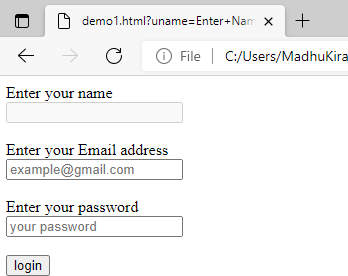 demo1.html?uname=Enter+Nam
File
C:/Users/MadhuKira
Enter your name
Enter your Email address
example@gmail.com
Enter your password
your password
login